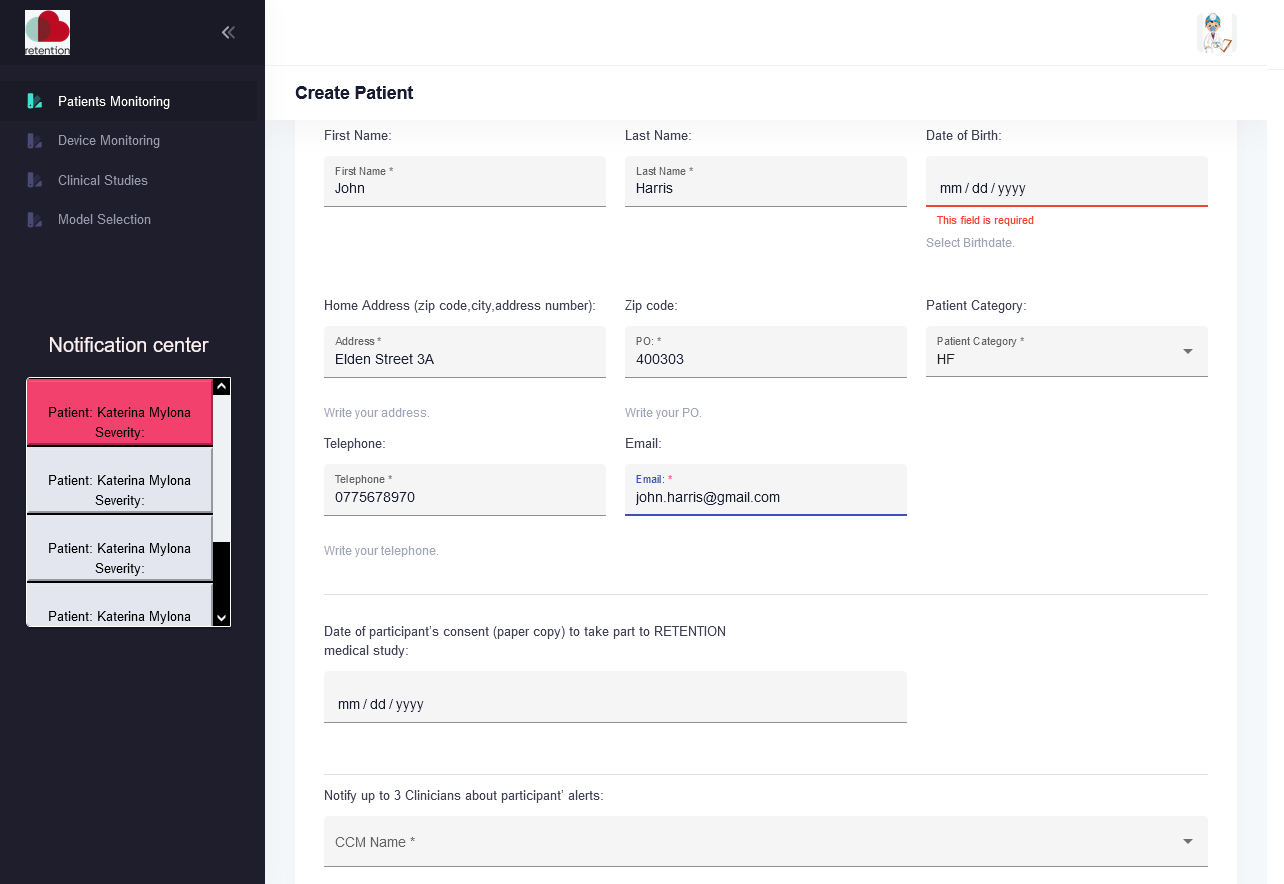 retention
Patients Monitoring
Device Monitoring
Clinical Studies
Model Selection
Notification center
Patient: Katerina Mylona
Severity:
Patient: Katerina Mylona
Severity:
Patient: Katerina Mylona
Severity:
Patient: Katerina Mylona
Create Patient
First Name:
Last Name:
Date of Birth:
First Name *
John
Last Name *
Harris
mm / dd / yyyy
This field is required
Select Birthdate.
Home Address (zip code,city,address number):
Zip code:
Patient Category:
Address *
Elden Street 3A
PO: *
400303
Patient Category *
HF
Write your address.
Write your PO.
Telephone:
Email:
Telephone *
0775678970
Email: *
john.harris@gmail.com
Write your telephone.
Date of participant's consent (paper copy) to take part to RETENTION
medical study:
mm / dd / yyyy
Notify up to 3 Clinicians about participant' alerts:
CCM Name *